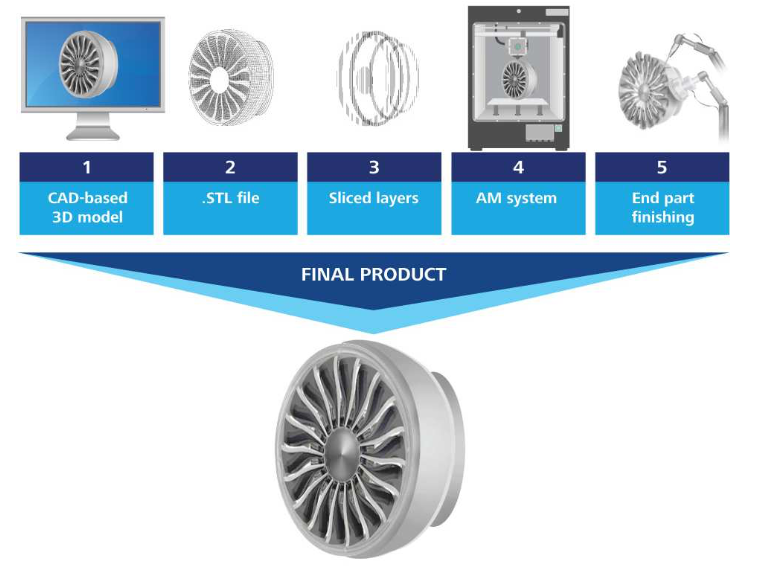 1
CAD-based
3D model
2
.STL file
3
Sliced layers
4
AM system
5
End part
finishing
FINAL PRODUCT